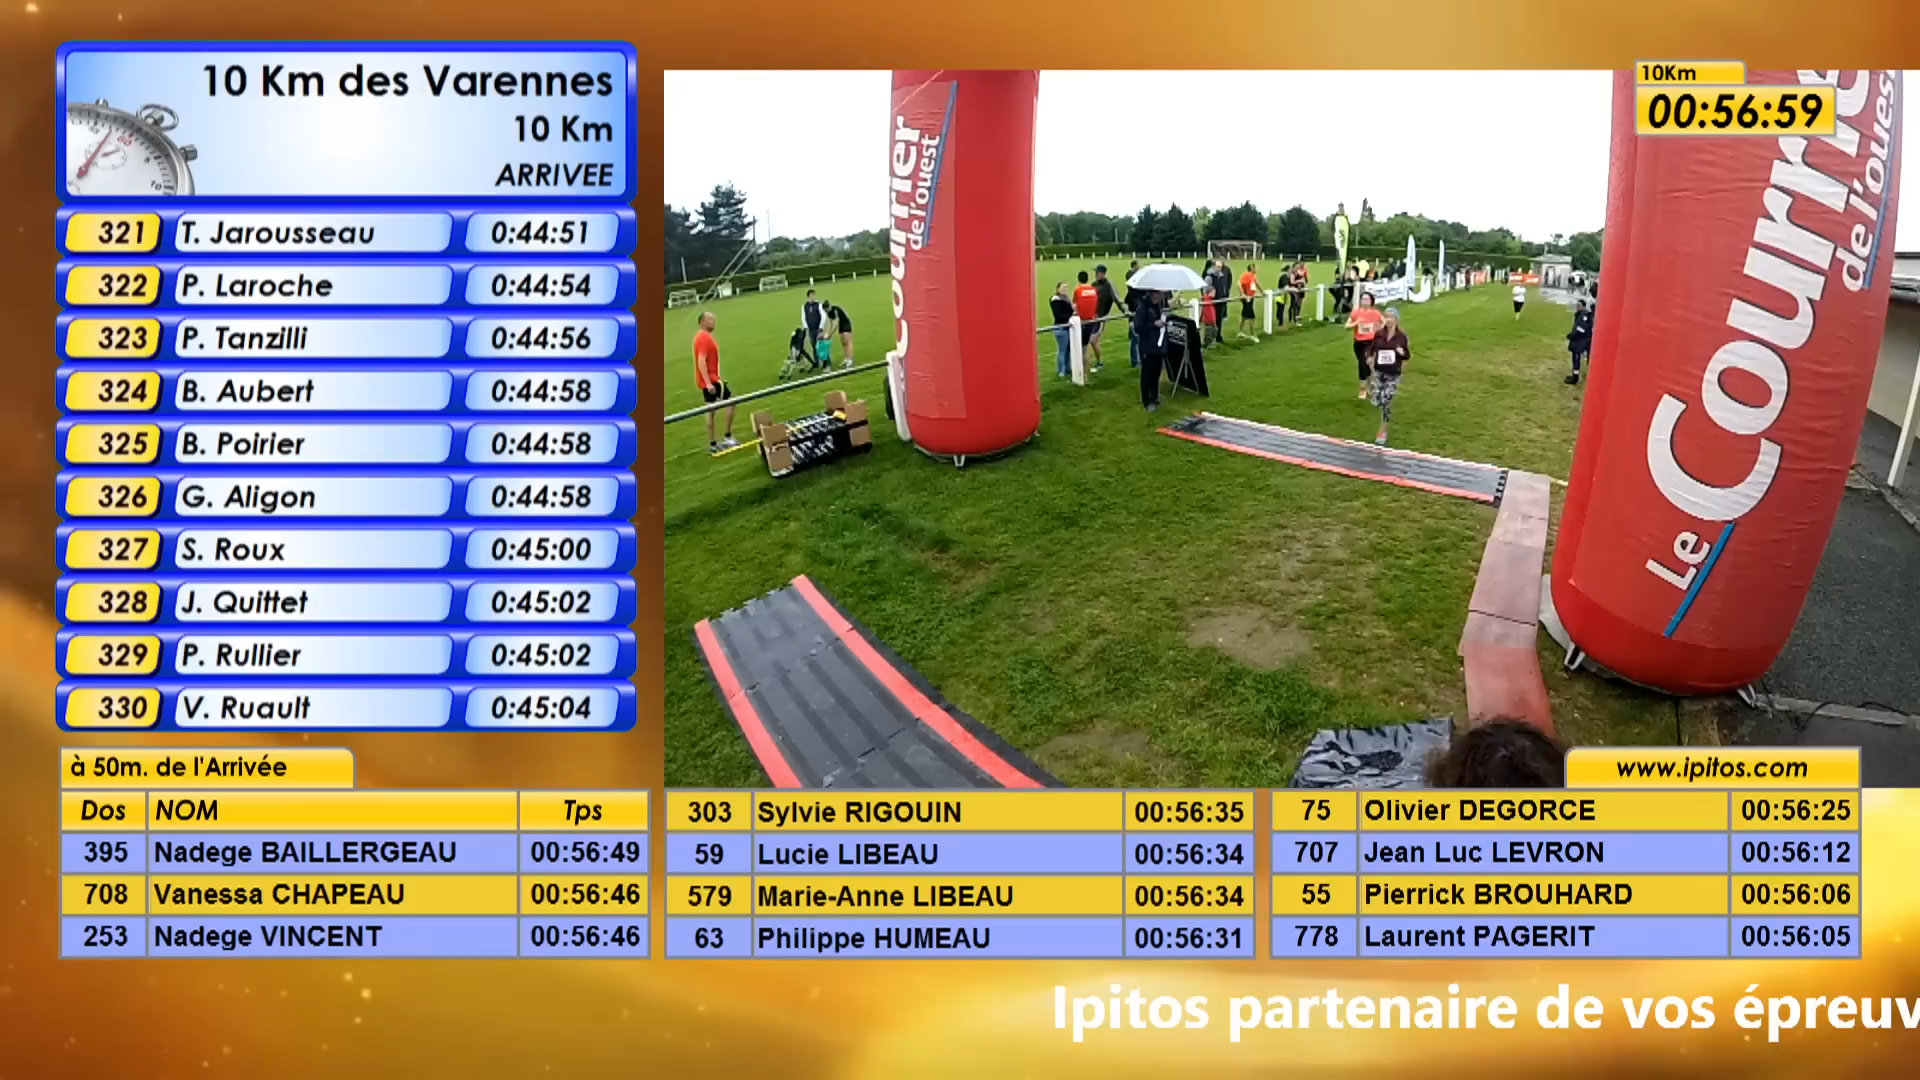 10 Km des Varennes
10 Km
ARRIVEE
321 T. Jarousseau 0:44:51
322 P. Laroche 0:44:54
323 P. Tanzilli 0:44:56
324 B. Aubert 0:44:58
325 B. Poirier 0:44:58
326 G. Aligon 0:44:58
327 S. Roux 0:45:00
328 J. Quittet 0:45:02
329 P. Rullier 0:45:02
330 V. Ruault 0:45:04
10Km
00:56:59
Courrier
de l'ouest
Le Courrie
de l'ouest
www.ipitos.com
à 50m. de l'Arrivée
Dos NOM Tps
395 Nadege BAILLERGEAU 00:56:49
708 Vanessa CHAPEAU 00:56:46
253 Nadege VINCENT 00:56:46
303 Sylvie RIGOUIN 00:56:35
59 Lucie LIBEAU 00:56:34
579 Marie-Anne LIBEAU 00:56:34
63 Philippe HUMEAU 00:56:31
75 Olivier DEGORCE 00:56:25
707 Jean Luc LEVRON 00:56:12
55 Pierrick BROUHARD 00:56:06
778 Laurent PAGERIT 00:56:05
Ipitos partenaire de vos épreuv